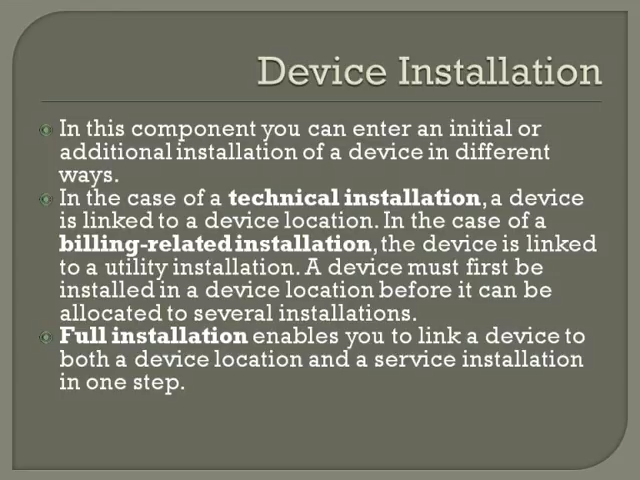 Device Installation
In this component you can enter an initial or
additional installation of a device in different
ways.
In the case of a technical installation, a device
is linked to a device location. In the case of a
billing-related installation, the device is linked
to a utility installation. A device must first be
installed in a device location before it can be
allocated to several installations.
Full installation enables you to link a device to
both a device location and a service installation
in one step.